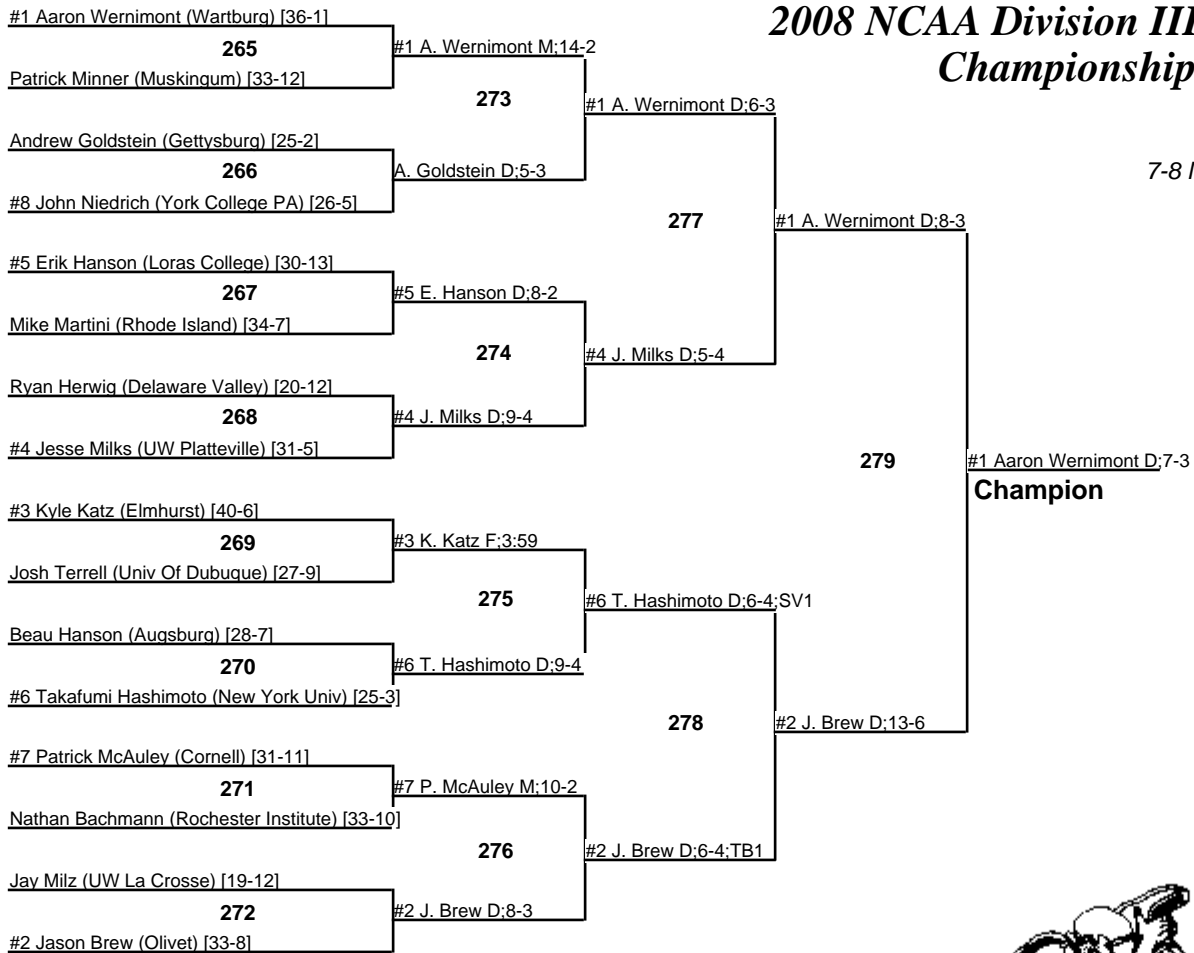 2008 NCAA Division III
Championship
7-8 
#1 Aaron Wernimont (Wartburg) [36-1]
265
Patrick Minner (Muskingum) [33-12]
Andrew Goldstein (Gettysburg) [25-2]
266
#8 John Niedrich (York College PA) [26-5]
#5 Erik Hanson (Loras College) [30-13]
267
Mike Martini (Rhode Island) [34-7]
Ryan Herwig (Delaware Valley) [20-12]
268
#4 Jesse Milks (UW Platteville) [31-5]
#3 Kyle Katz (Elmhurst) [40-6]
269
Josh Terrell (Univ Of Dubuque) [27-9]
Beau Hanson (Augsburg) [28-7]
270
#6 Takafumi Hashimoto (New York Univ) [25-3]
#7 Patrick McAuley (Cornell) [31-11]
271
Nathan Bachmann (Rochester Institute) [33-10]
Jay Milz (UW La Crosse) [19-12]
272
#2 Jason Brew (Olivet) [33-8]
#1 A. Wernimont M;14-2
273
A. Goldstein D;5-3
#5 E. Hanson D;8-2
274
#4 J. Milks D;9-4
#3 K. Katz F;3:59
275
#6 T. Hashimoto D;9-4
#7 P. McAuley M;10-2
276
#2 J. Brew D;8-3
#1 A. Wernimont D;6-3
277
#4 J. Milks D;5-4
#6 T. Hashimoto D;6-4;SV1
278
#2 J. Brew D;6-4;TB1
#1 A. Wernimont D;8-3
279
#2 J. Brew D;13-6
#1 Aaron Wernimont D;7-3
Champion